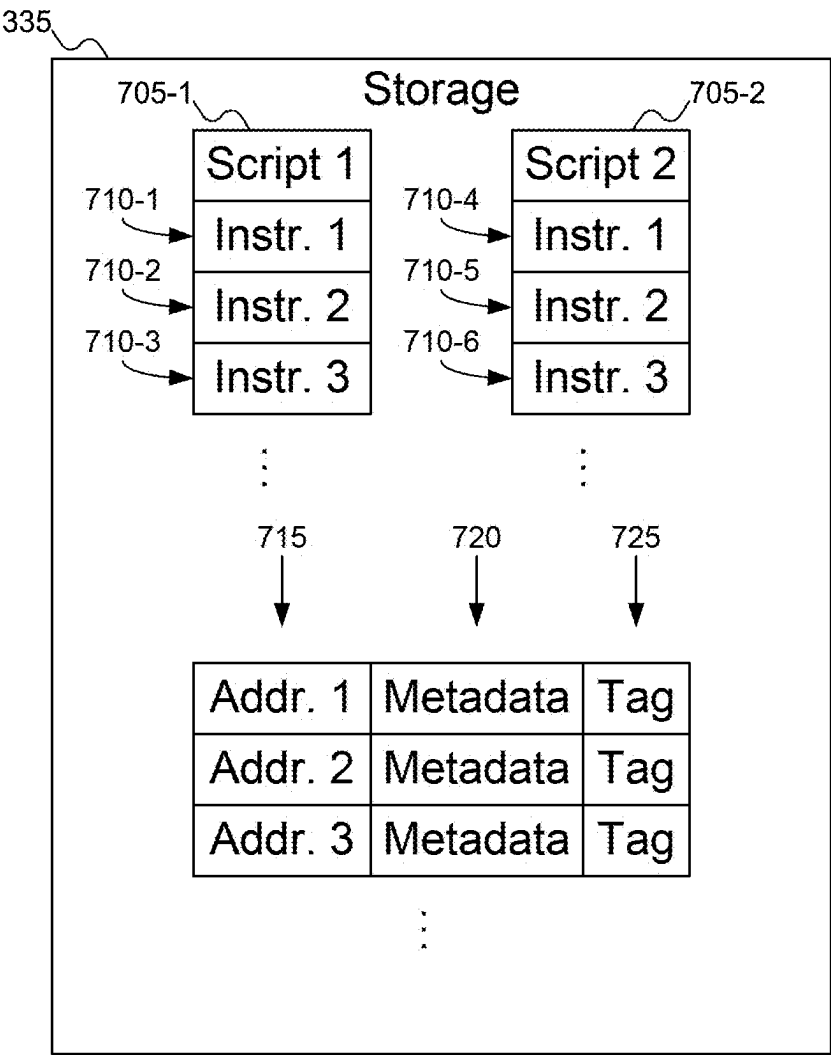 335
Storage
705-1
705-2
Script 1
Script 2
710-1
710-4
Instr. 1
Instr. 1
710-2
710-5
Instr. 2
Instr. 2
710-3
710-6
Instr. 3
Instr. 3
715
720
725
Addr. 1 Metadata Tag
Addr. 2 Metadata Tag
Addr. 3 Metadata Tag